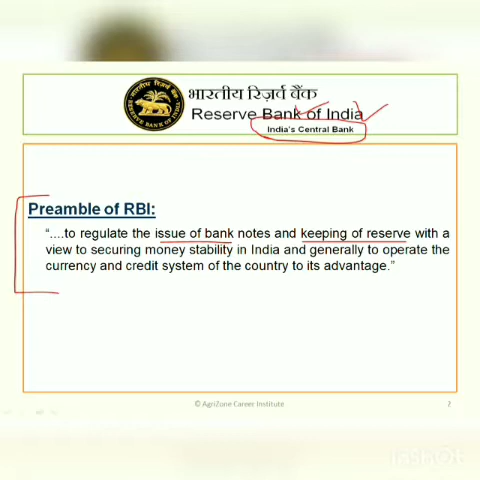 भारतीय रिज़र्व बैंक
Reserve Bank of India
India's Central Bank
Preamble of RBI:
“....to regulate the issue of bank notes and keeping of reserve with a
view to securing money stability in India and generally to operate the
currency and credit system of the country to its advantage.”
© AgriZone Career Institute
2